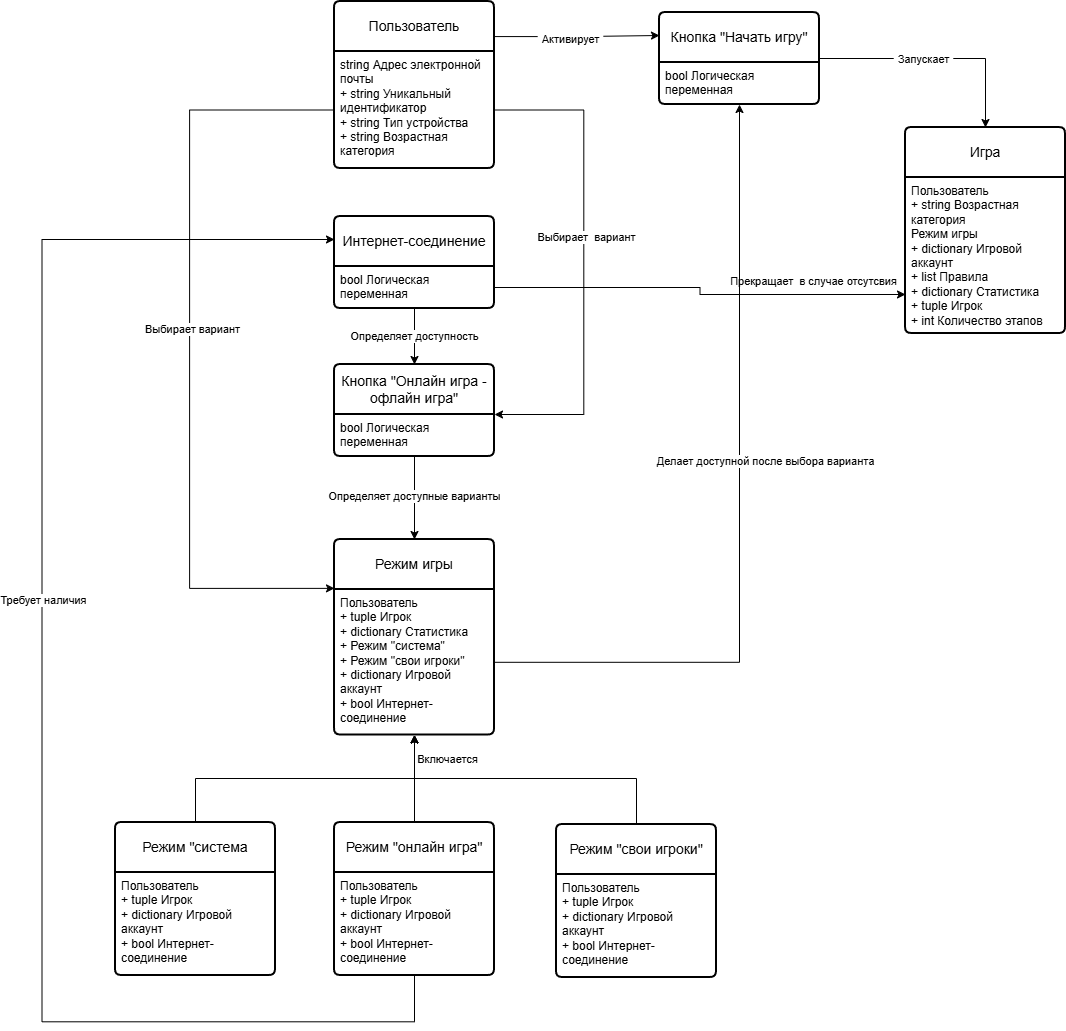 Пользователь
string Адрес электронной
почты
+ string Уникальный
идентификатор
+ string Тип устройства
+ string Возрастная
категория
Активирует
Кнопка "Начать игру"
bool Логическая
переменная
Запускает
Игра
Пользователь
+ string Возрастная
категория
Режим игры
+ dictionary Игровой
аккаунт
+ list Правила
+ dictionary Статистика
+ tuple Игрок
+ int Количество этапов
Интернет-соединение
bool Логическая
переменная
Выбирает вариант
Прекращает в случае отсутсвия
Выбирает вариант
Определяет доступность
Кнопка "Онлайн игра -
офлайн игра"
bool Логическая
переменная
Делает доступной после выбора варианта
Определяет доступные варианты
Режим игры
Пользователь
+ tuple Игрок
+ dictionary Статистика
+ Режим "система"
+ Режим "свои игроки"
+ dictionary Игровой
аккаунт
+ bool Интернет-
соединение
Требует наличия
Включается
Режим "система
Пользователь
+ tuple Игрок
+ dictionary Игровой
аккаунт
+ bool Интернет-
соединение
Режим "онлайн игра"
Пользователь
+ tuple Игрок
+ dictionary Игровой
аккаунт
+ bool Интернет-
соединение
Режим "свои игроки"
Пользователь
+ tuple Игрок
+ dictionary Игровой
аккаунт
+ bool Интернет-
соединение